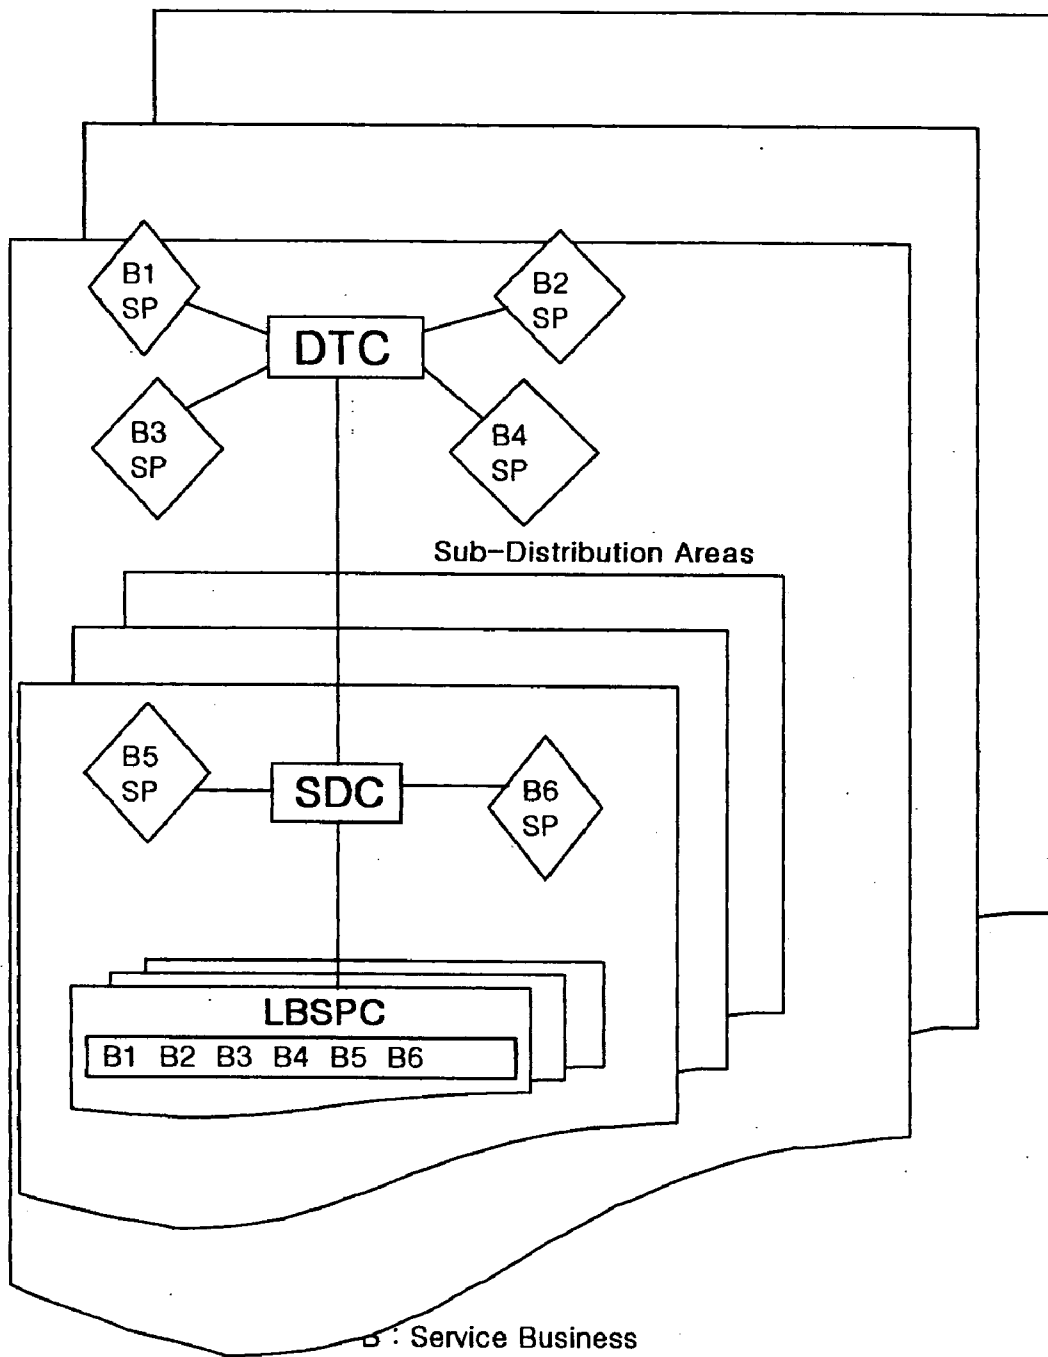 B1
SP
B2
SP
DTC
B3
SP
B4
SP
Sub-Distribution Areas
B5
SP
SDC
B6
SP
LBSPC
B1 B2 B3 B4 B5 B6
B : Service Business